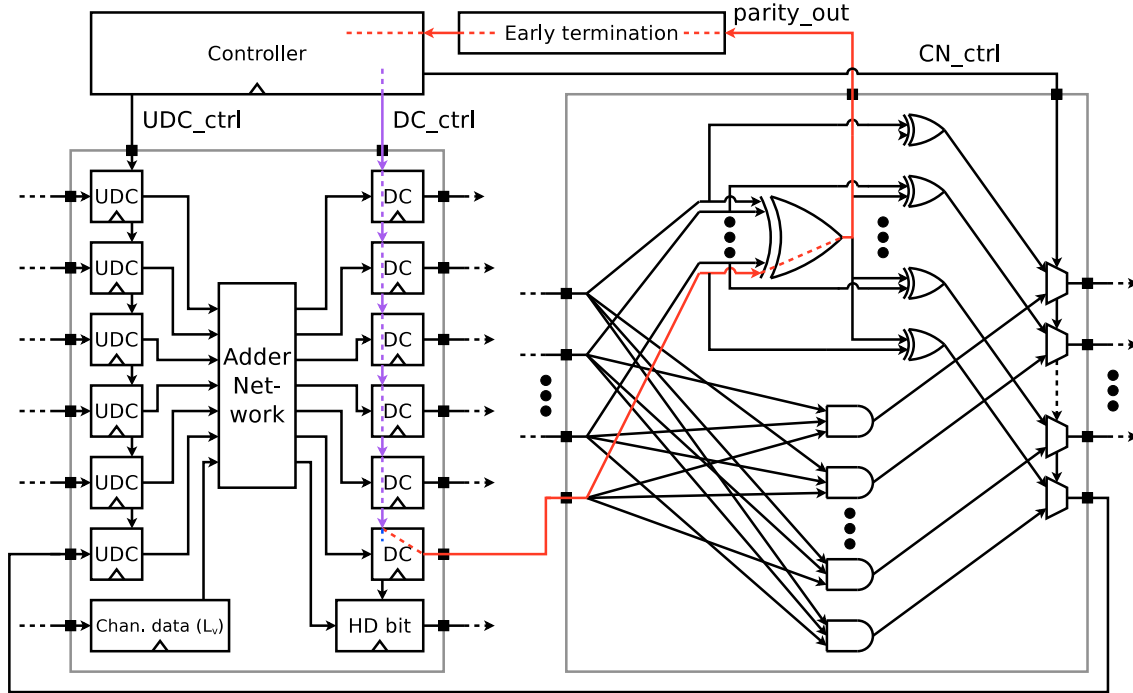 parity_out
Early termination
Controller
CN_ctrl
UDC_ctrl
DC_ctrl
UDC
DC
UDC
DC
UDC
DC
Adder
Net-
work
UDC
DC
UDC
DC
UDC
DC
Chan. data (Lᵥ)
HD bit